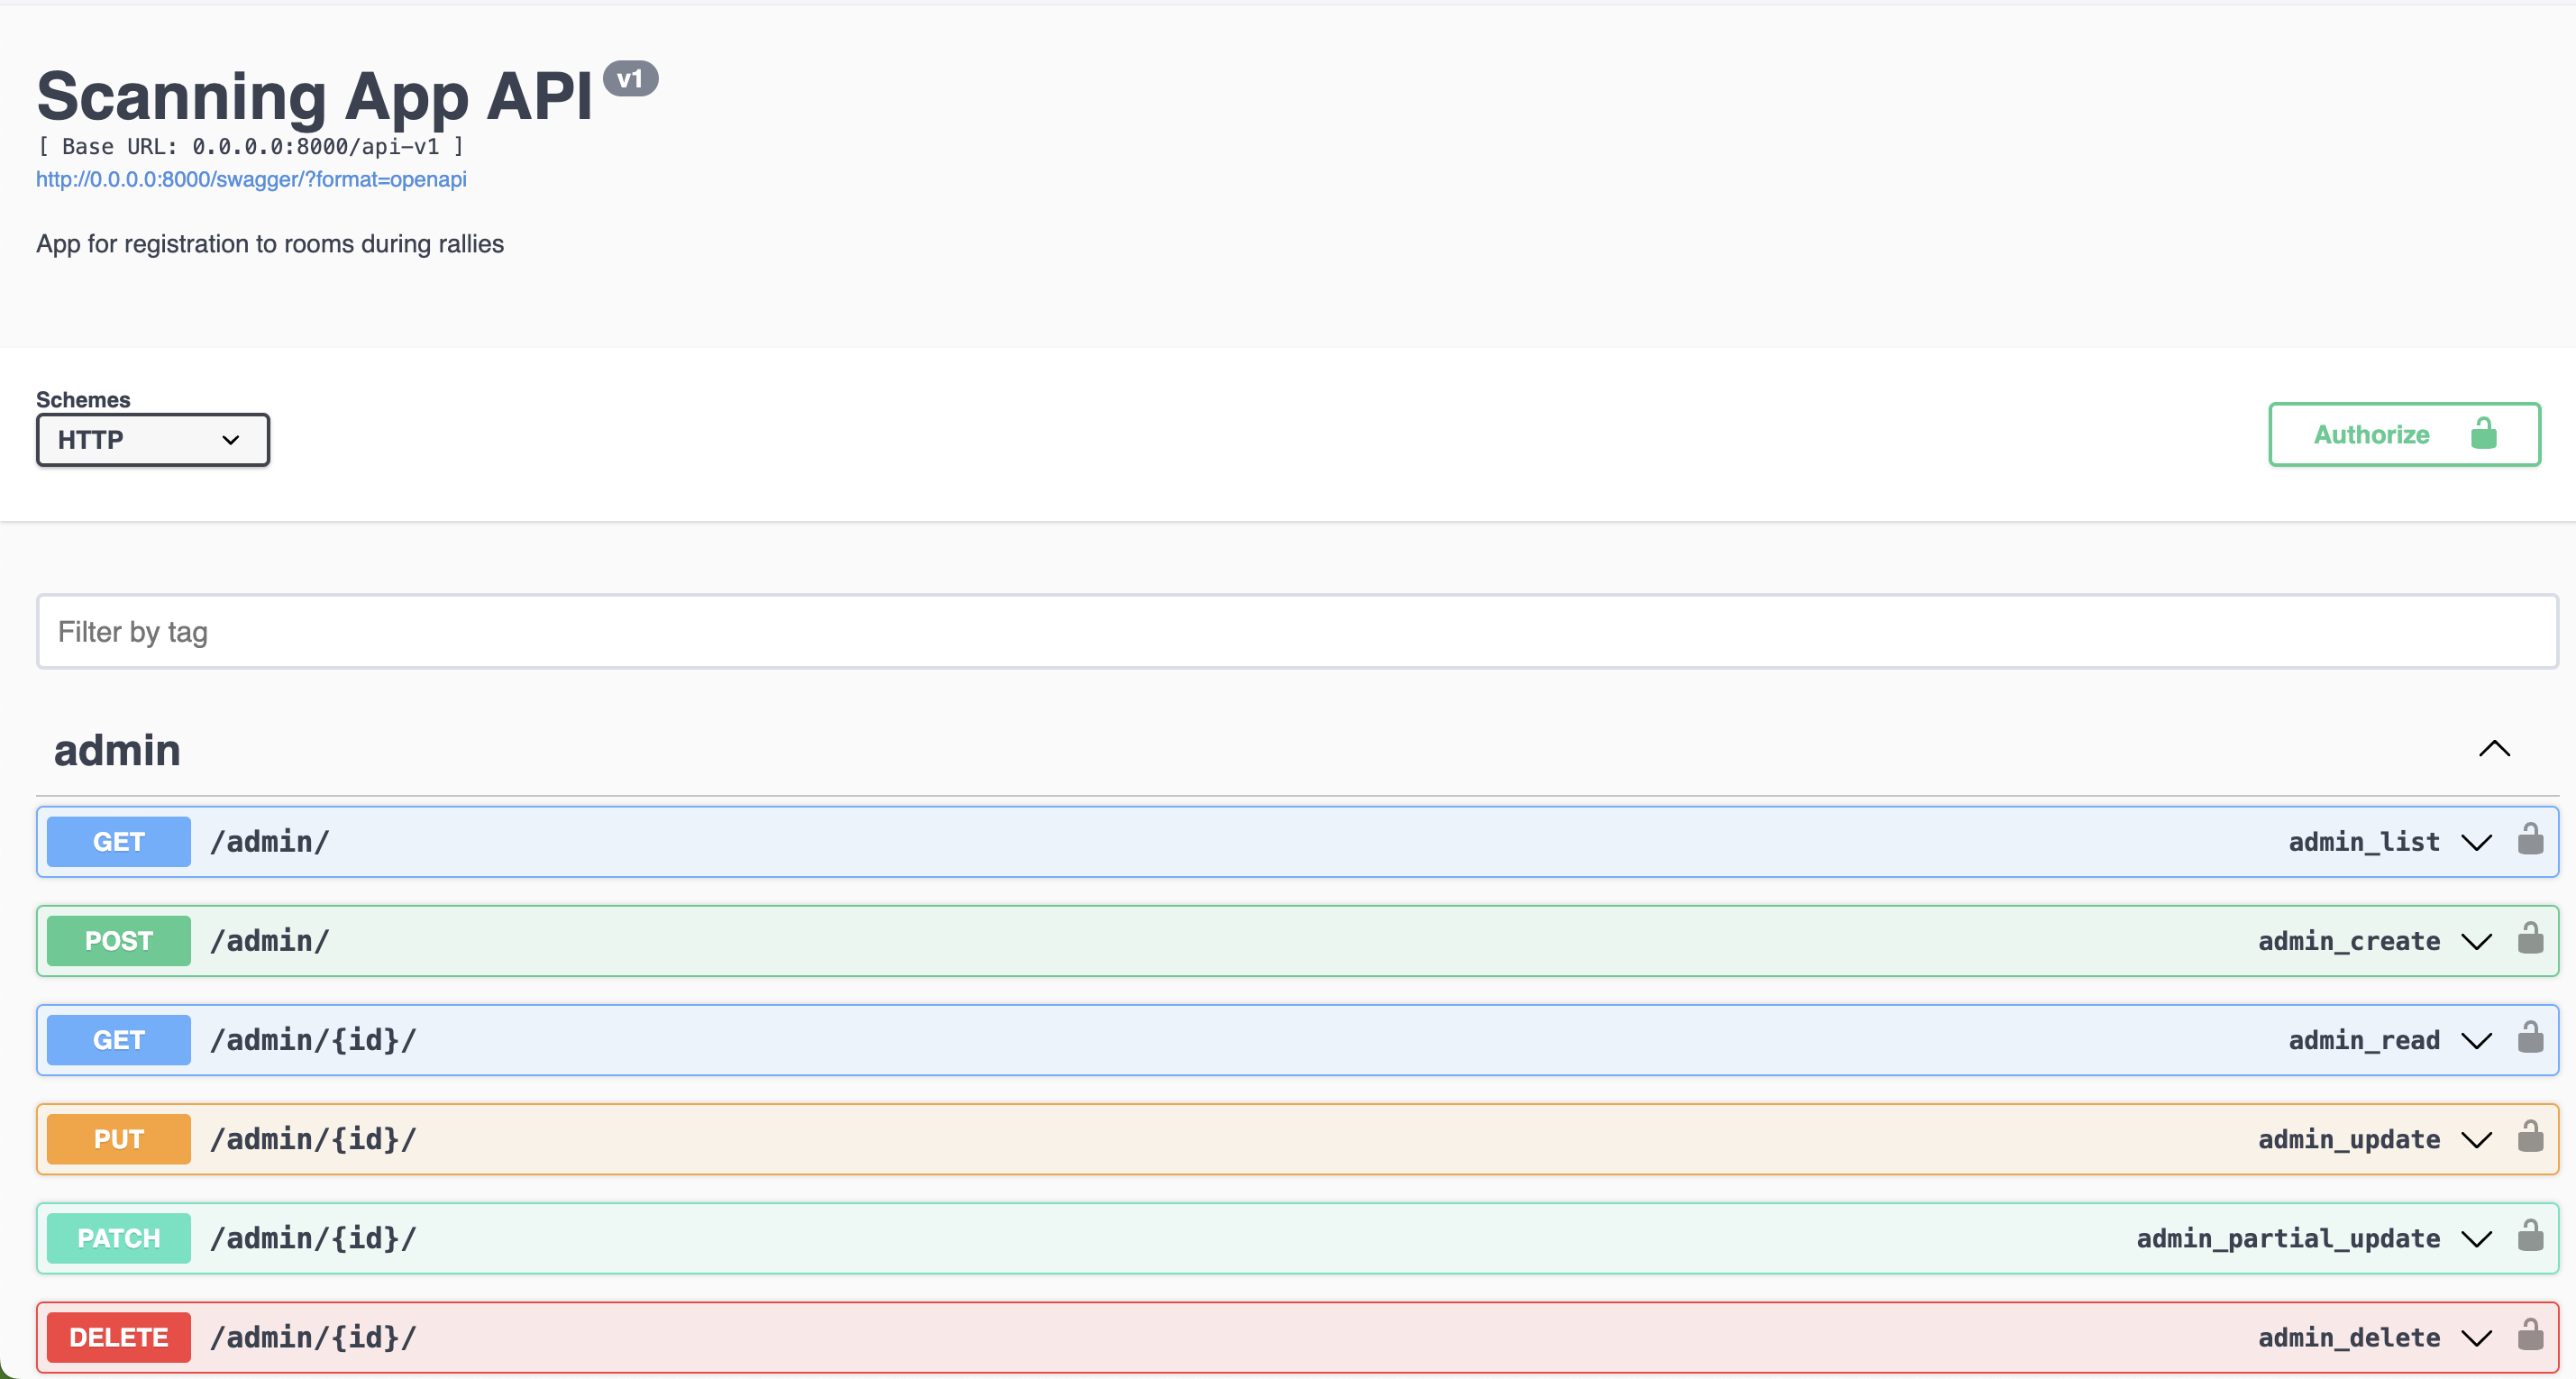 Scanning App API v1
[ Base URL: 0.0.0.0:8000/api-v1 ]
http://0.0.0.0:8000/swagger/?format=openapi
App for registration to rooms during rallies
Schemes
HTTP
Authorize
Filter by tag
admin
GET /admin/ admin_list
POST /admin/ admin_create
GET /admin/{id}/ admin_read
PUT /admin/{id}/ admin_update
PATCH /admin/{id}/ admin_partial_update
DELETE /admin/{id}/ admin_delete